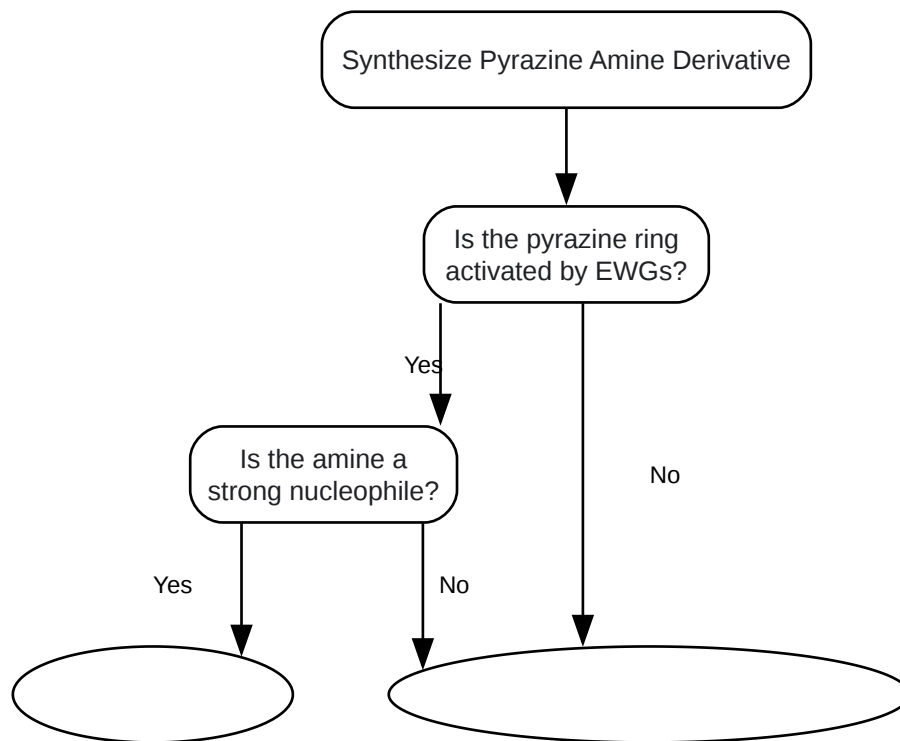 Synthesize Pyrazine Amine Derivative
Is the pyrazine ring
activated by EWGs?
Yes
Is the amine a
strong nucleophile?
No
Yes
No